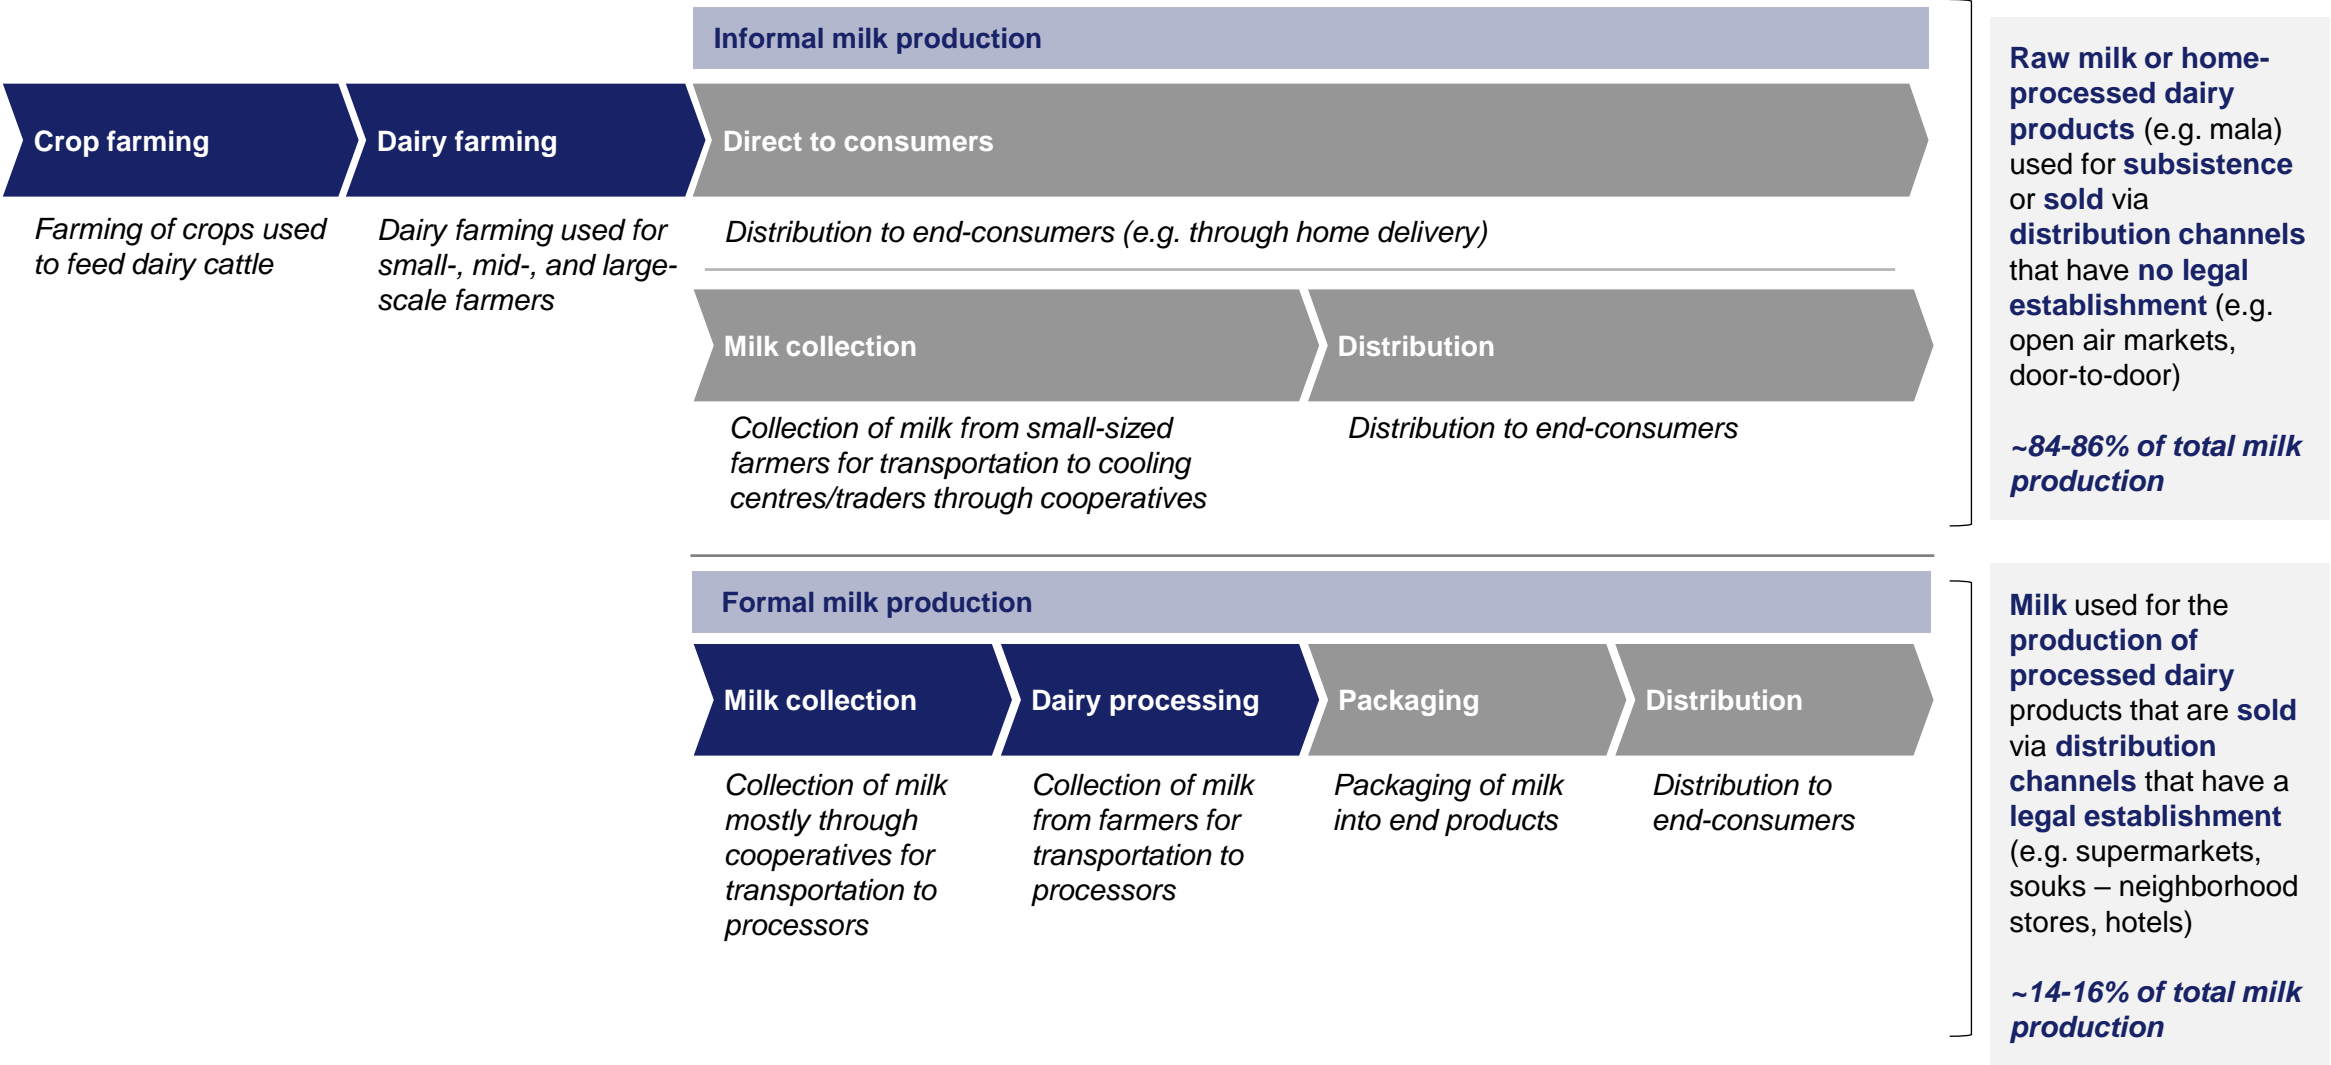 Informal milk production
Crop farming
Dairy farming
Direct to consumers
Farming of crops used
to feed dairy cattle
Dairy farming used for
small-, mid-, and large-
scale farmers
Distribution to end-consumers (e.g. through home delivery)
Milk collection
Distribution
Collection of milk from small-sized
farmers for transportation to cooling
centres/traders through cooperatives
Distribution to end-consumers
Raw milk or home-
processed dairy
products (e.g. mala)
used for subsistence
or sold via
distribution channels
that have no legal
establishment (e.g.
open air markets,
door-to-door)
~84-86% of total milk
production
Formal milk production
Milk collection
Dairy processing
Packaging
Distribution
Collection of milk
mostly through
cooperatives for
transportation to
processors
Collection of milk
from farmers for
transportation to
processors
Packaging of milk
into end products
Distribution to
end-consumers
Milk used for the
production of
processed dairy
products that are sold
via distribution
channels that have a
legal establishment
(e.g. supermarkets,
souks – neighborhood
stores, hotels)
~14-16% of total milk
production